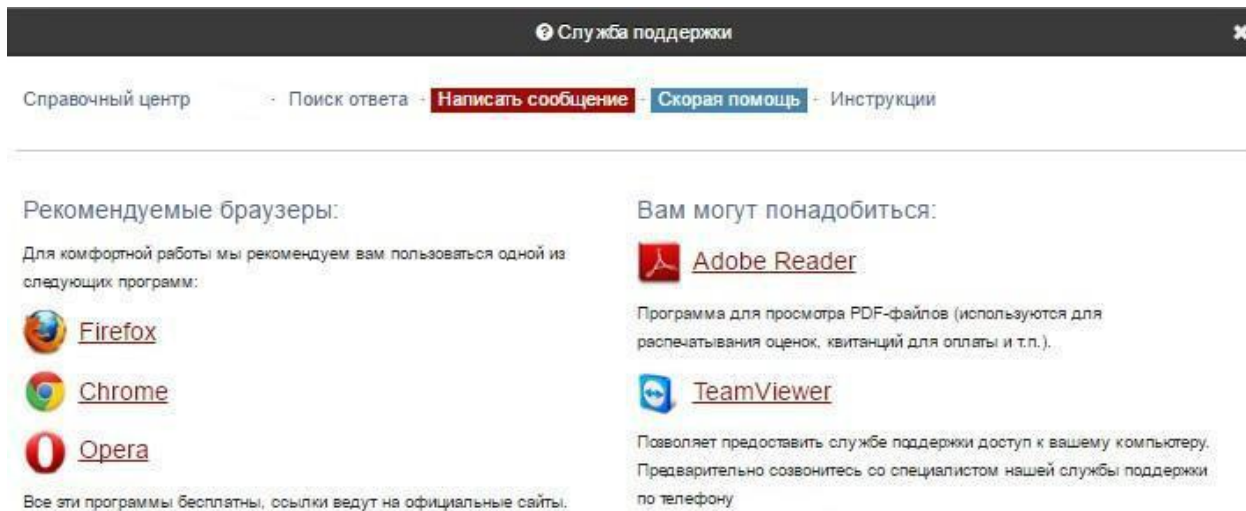 Служба поддержки
Справочный центр · Поиск ответа · Написать сообщение · Скорая помощь · Инструкции
Рекомендуемые браузеры:
Для комфортной работы мы рекомендуем вам пользоваться одной из
следующих программ:
Firefox
Chrome
Opera
Все эти программы бесплатны, ссылки ведут на официальные сайты.
Вам могут понадобиться:
Adobe Reader
Программа для просмотра PDF-файлов (используются для
распечатывания оценок, квитанций для оплаты и т.п.).
TeamViewer
Позволяет предоставить службе поддержки доступ к вашему компьютеру.
Предварительно созвонитесь со специалистом нашей службы поддержки
по телефону